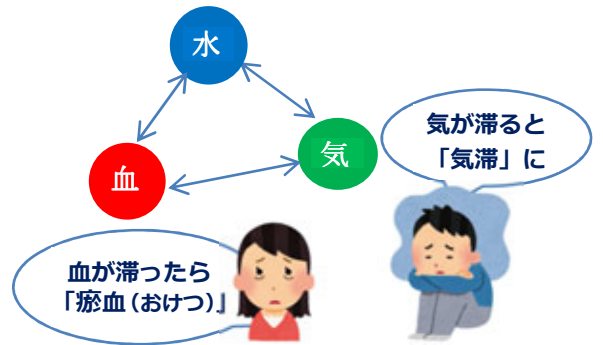 水
気
血
気が滞ると
「気滞」に
血が滞ったら
「瘀血（おけつ）」